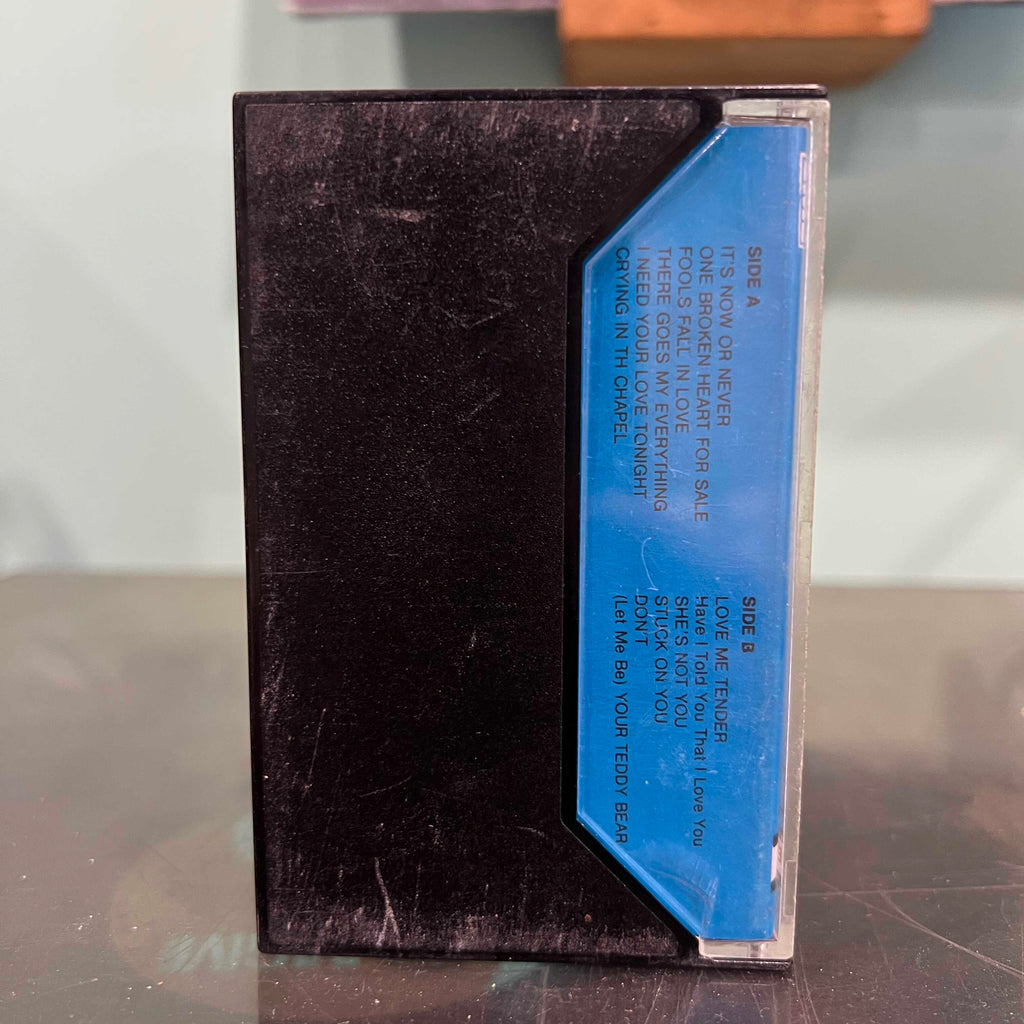 SIDE A
IT'S NOW OR NEVER
ONE BROKEN HEART FOR SALE
FOOLS FALL IN LOVE
THERE GOES MY EVERYTHING
I NEED YOUR LOVE TONIGHT
CRYING IN TH CHAPEL
SIDE B
LOVE ME TENDER
Have I Told You That I Love You
SHE'S NOT YOU
STUCK ON YOU
DON'T
(Let Me Be) YOUR TEDDY BEAR